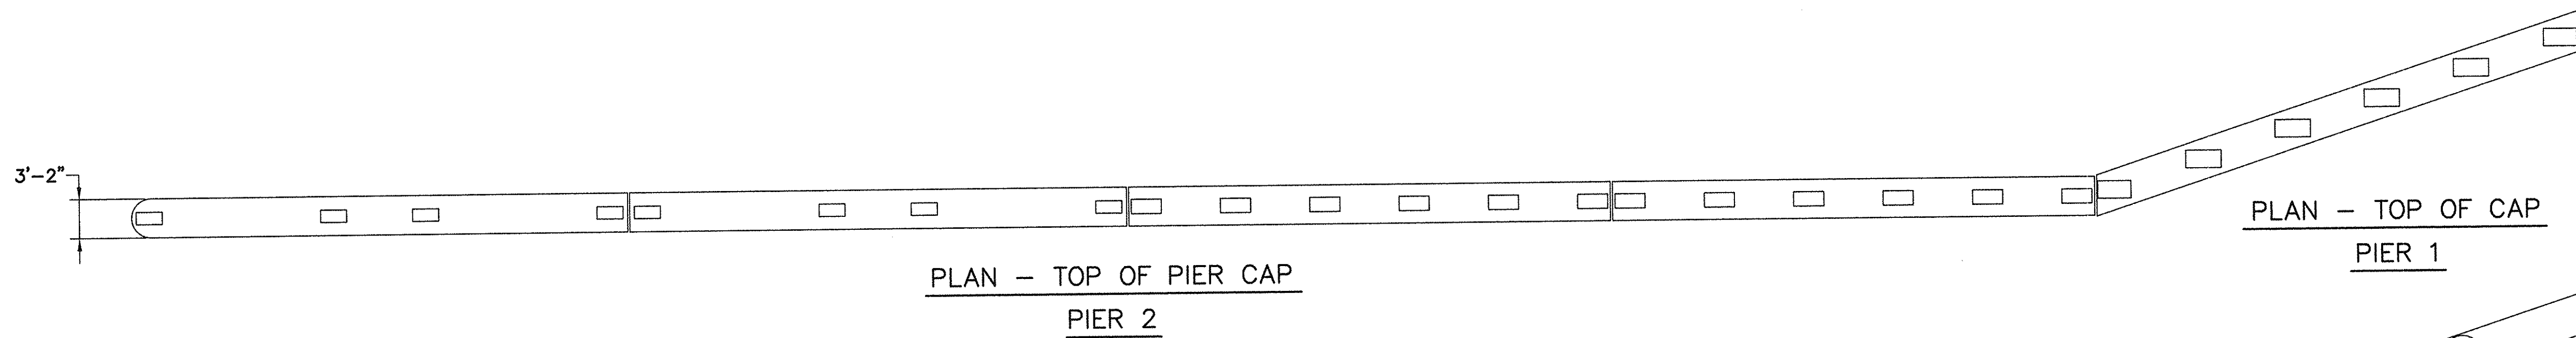 3'-2"
PLAN - TOP OF PIER CAP
PIER 2
PLAN - TOP OF CAP
PIER 1